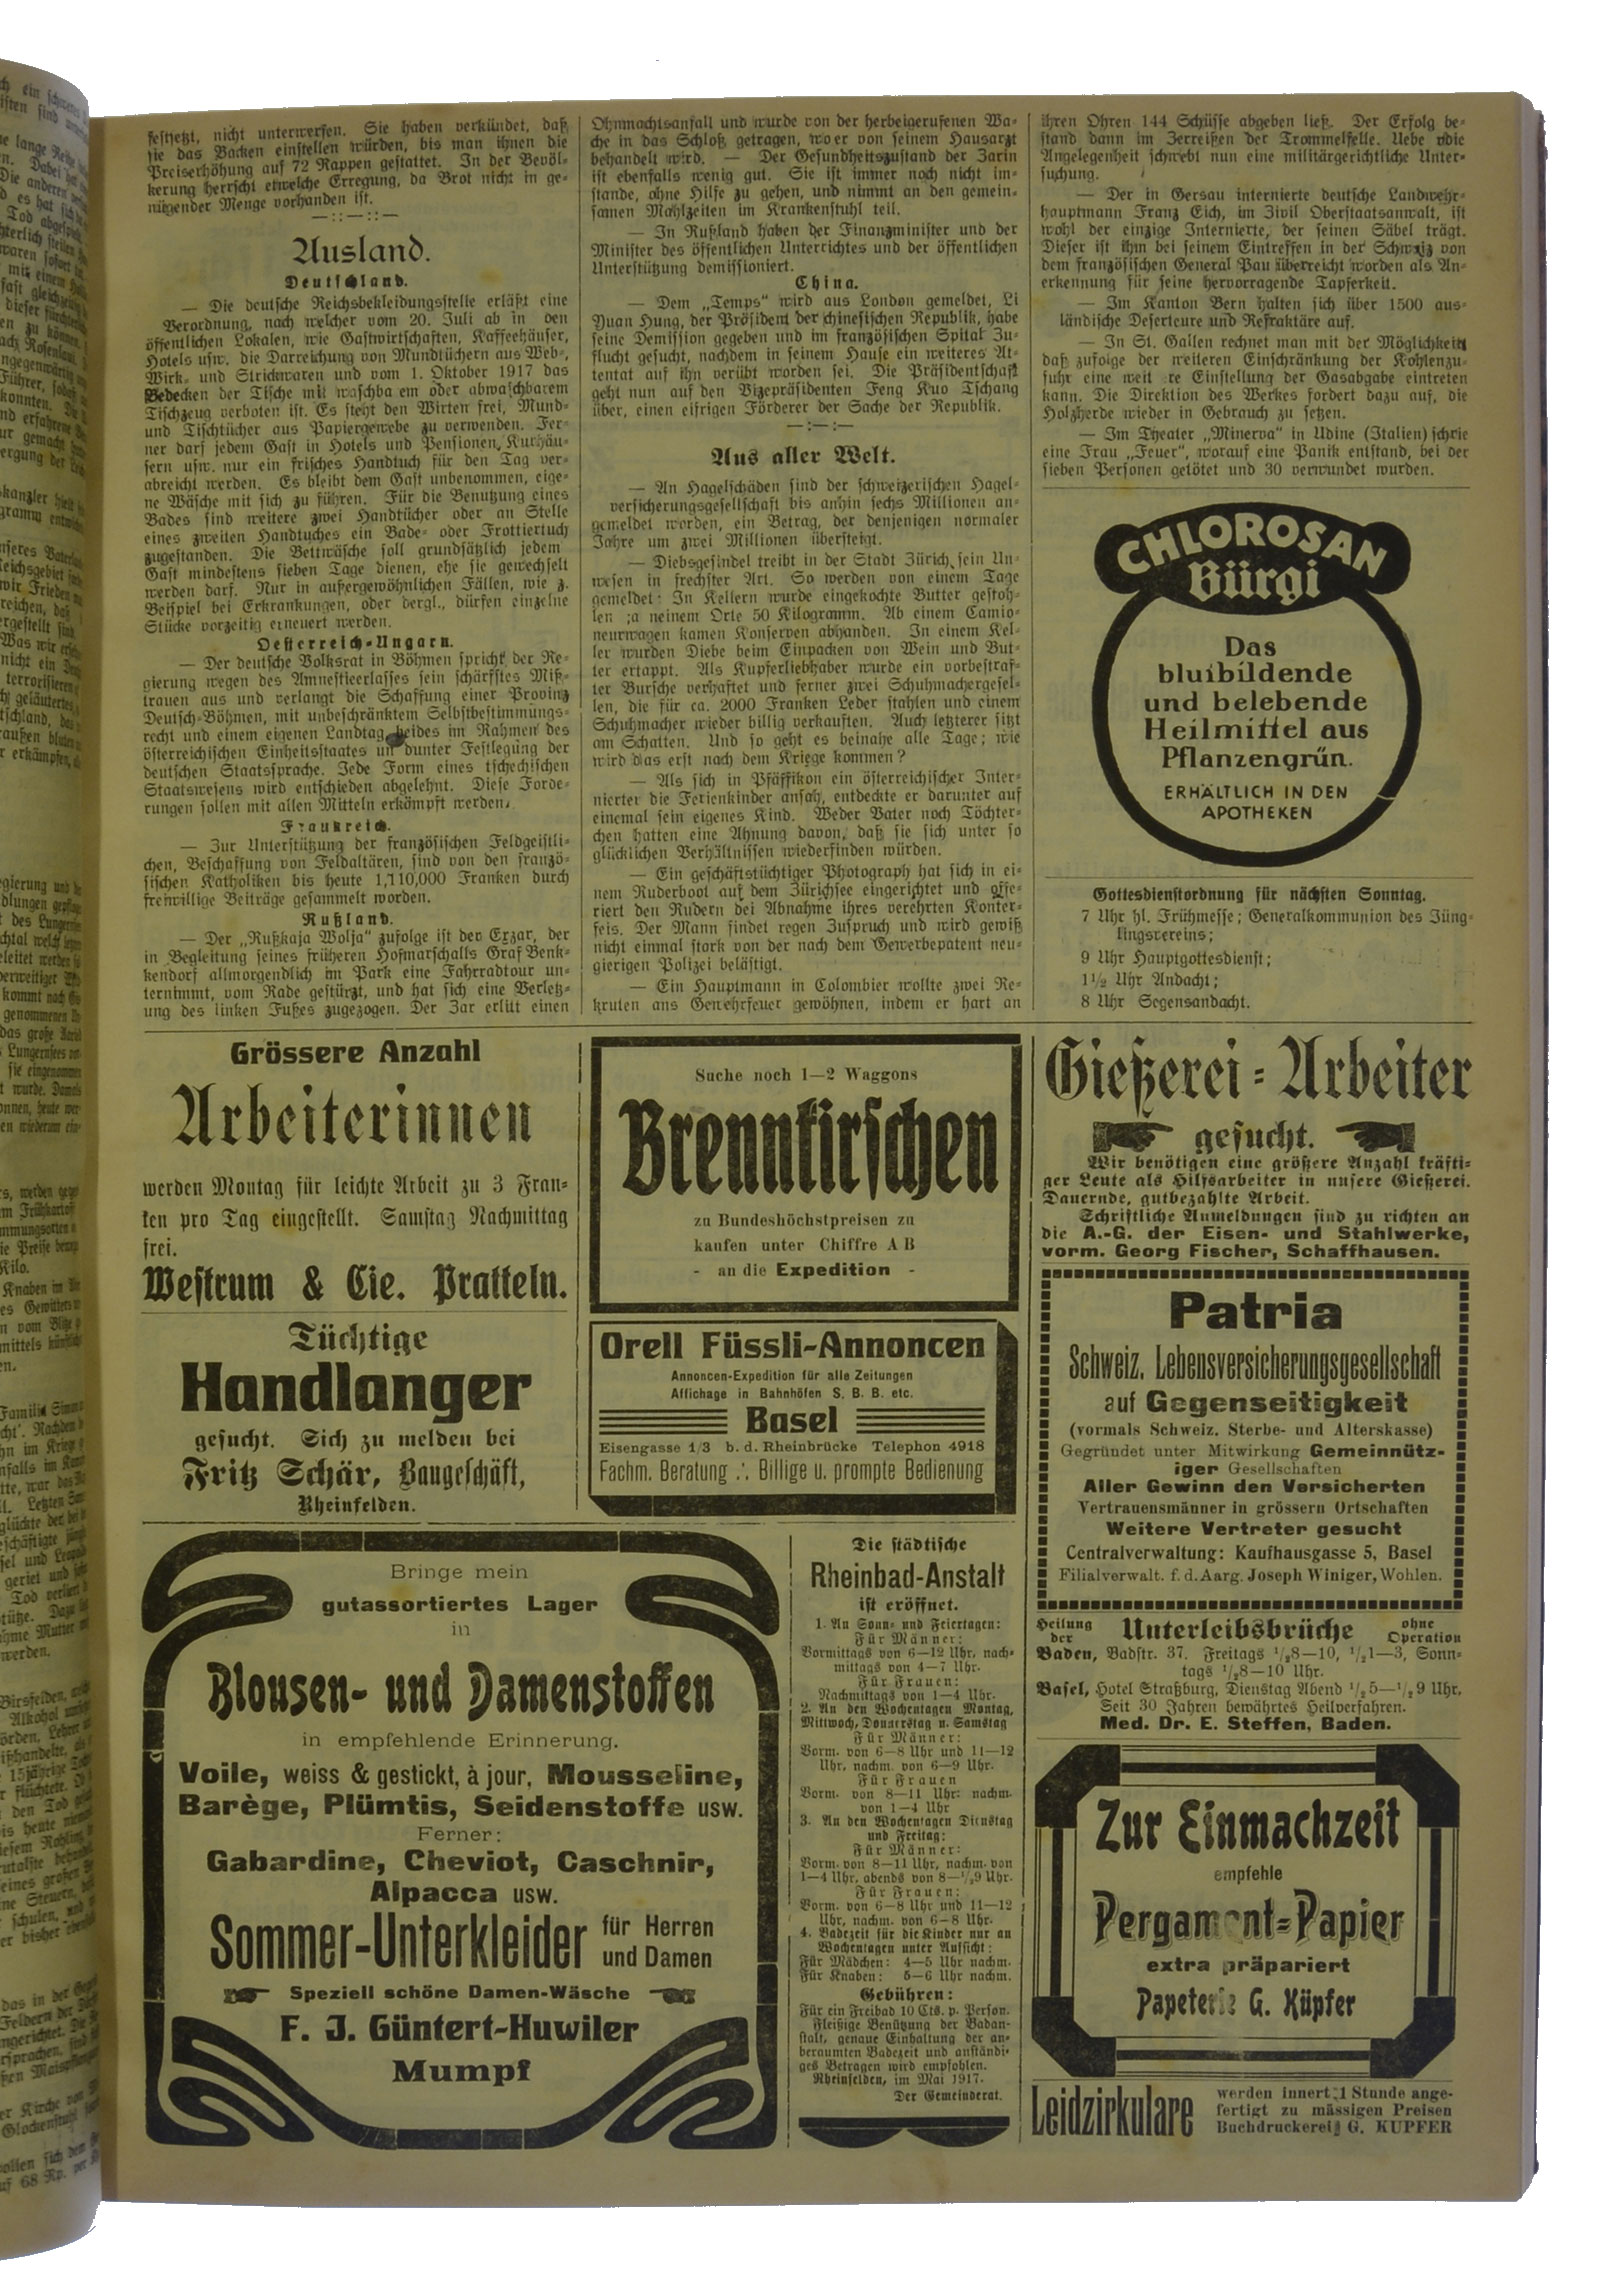 festsetzt, nicht unterwerfen. Sie haben verkündet, daß
sie das Backen einstellen würden, bis man ihnen die
Preiserhöhung auf 72 Rappen gestattet. In der Bevöl-
kerung herrscht etwelche Erregung, da Brot nicht in ge-
nügender Menge vorhanden ist.
—::—::—
Ausland.
Deutschland.
— Die deutsche Reichsbekleidungsstelle erläßt eine
Verordnung, nach welcher vom 20. Juli ab in den
öffentlichen Lokalen, wie Gastwirtschaften, Kaffeehäuser,
Hotels usw. die Darreichung von Mundtüchern aus Web-,
Wirk- und Strickwaren und vom 1. Oktober 1917 das
Bedecken der Tische mit waschba em oder abwaschbarem
Tischzeug verboten ist. Es steht den Wirten frei, Mund-
und Tischtücher aus Papiergewebe zu verwenden. Fer-
ner darf jedem Gast in Hotels und Pensionen, Kurhäu-
sern usw. nur ein frisches Handtuch für den Tag ver-
abreicht werden. Es bleibt dem Gast unbenommen, eige-
ne Wäsche mit sich zu führen. Für die Benutzung eines
Bades sind weitere zwei Handtücher oder an Stelle
eines zweiten Handtuches ein Bade- oder Frottiertuch
zugestanden. Die Bettwäsche soll grundsätzlich jedem
Gast mindestens sieben Tage dienen, ehe sie gewechselt
werden darf. Nur in außergewöhnlichen Fällen, wie z.
Beispiel bei Erkrankungen, oder dergl., dürfen einzelne
Stücke vorzeitig erneuert werden.
Oesterreich-Ungarn.
— Der deutsche Volksrat in Böhmen spricht der Re-
gierung wegen des Amnestieerlasses sein schärfstes Miß-
trauen aus und verlangt die Schaffung einer Provinz
Deutsch-Böhmen, mit unbeschränktem Selbstbestimmungs-
recht und einem eigenen Landtag, beides im Rahmen des
österreichischen Einheitsstaates un dunter Festlegung der
deutschen Staatssprache. Jede Form eines tschechischen
Staatswesens wird entschieden abgelehnt. Diese Forde-
rungen sollen mit allen Mitteln erkämpft werden.
Frankreich.
— Zur Unterstützung der französischen Feldgeistli-
chen, Beschaffung von Feldaltären, sind von den franzö-
sischen Katholiken bis heute 1,110,000 Franken durch
freiwillige Beiträge gesammelt worden.
Rußland.
— Der „Rußkaja Wolja" zufolge ist der Exzar, der
in Begleitung seines früheren Hofmarschalls Graf Benk-
kendorf allmorgendlich im Park eine Fahrradtour un-
ternimmt, vom Rade gestürzt, und hat sich eine Verletz-
ung des linken Fußes zugezogen. Der Zar erlitt einen
Ohnmachtsanfall und wurde von der herbeigerufenen Wa-
che in das Schloß getragen, wo er von seinem Hausarzt
behandelt wird. — Der Gesundheitszustand der Zarin
ist ebenfalls wenig gut. Sie ist immer noch nicht im-
stande, ohne Hilfe zu gehen, und nimmt an den gemein-
samen Mahlzeiten im Krankenstuhl teil.
— In Rußland haben der Finanzminister und der
Minister des öffentlichen Unterrichtes und der öffentlichen
Unterstützung demissioniert.
China.
— Dem „Temps" wird aus London gemeldet, Li
Yuan Hung, der Präsident der chinesischen Republik, habe
seine Demission gegeben und im französischen Spital Zu-
flucht gesucht, nachdem in seinem Hause ein weiteres At-
tentat auf ihn verübt worden sei. Die Präsidentschaft
geht nun auf den Vizepräsidenten Feng Kuo Tschang
über, einen eifrigen Förderer der Sache der Republik.
—:—:—
Aus aller Welt.
— An Hagelschäden sind der schweizerischen Hagel-
versicherungsgesellschaft bis anhin sechs Millionen an-
gemeldet worden, ein Betrag, der denjenigen normaler
Jahre um zwei Millionen übersteigt.
— Diebsgesindel treibt in der Stadt Zürich sein Un-
wesen in frechster Art. So werden von einem Tage
gemeldet: In Kellern wurde eingekochte Butter gestoh-
len ;a neinem Orte 50 Kilogramm. Ab einem Camio-
neurwagen kamen Konserven abhanden. In einem Kel-
ler wurden Diebe beim Einpacken von Wein und But-
ter ertappt. Als Kupferliebhaber wurde ein vorbestraf-
ter Bursche verhaftet und ferner zwei Schuhmachergesel-
len, die für ca. 2000 Franken Leder stahlen und einem
Schuhmacher wieder billig verkauften. Auch letzterer sitzt
am Schatten. Und so geht es beinahe alle Tage; wie
wird das erst nach dem Kriege kommen?
— Als sich in Pfäffikon ein österreichischer Inter-
nierter die Ferienkinder ansah, entdeckte er darunter auf
einemal sein eigenes Kind. Weder Vater noch Töchter-
chen hatten eine Ahnung davon, daß sie sich unter so
glücklichen Verhältnissen wiederfinden würden.
— Ein geschäftstüchtiger Photograph hat sich in ei-
nem Ruderboot auf dem Zürichsee eingerichtet und offe-
riert den Rudern bei Abnahme ihres verehrten Konter-
feis. Der Mann findet regen Zuspruch und wird gewiß
nicht einmal stark von der nach dem Gewerbepatent neu-
gierigen Polizei belästigt.
— Ein Hauptmann in Colombier wollte zwei Re-
kruten ans Gewehrfeuer gewöhnen, indem er hart an
ihren Ohren 144 Schüsse abgeben ließ. Der Erfolg be-
stand dann im Zerreißen der Trommelfelle. Uebe rdie
Angelegenheit schwebt nun eine militärgerichtliche Unter-
suchung.
— Der in Gersau internierte deutsche Landwehr-
hauptmann Franz Eich, im Zivil Oberstaatsanwalt, ist
wohl der einzige Internierte, der seinen Säbel trägt.
Dieser ist ihm bei seinem Eintreffen in der Schweiz von
dem französischen General Pau überreicht worden als An-
erkennung für seine hervorragende Tapferkeit.
— Im Kanton Bern halten sich über 1500 aus-
ländische Deserteure und Refraktäre auf.
— In St. Gallen rechnet man mit der Möglichkeit
daß zufolge der weiteren Einschränkung der Kohlenzu-
fuhr eine weit re Einstellung der Gasabgabe eintreten
kann. Die Direktion des Werkes fordert dazu auf, die
Holzherde wieder in Gebrauch zu setzen.
— Im Theater „Minerva" in Udine (Italien) schrie
eine Frau „Feuer", worauf eine Panik entstand, bei der
sieben Personen getötet und 30 verwundet wurden.
CHLOROSAN
Bürgi
Das
blutbildende
und belebende
Heilmittel aus
Pflanzengrün.
ERHÄLTLICH IN DEN
APOTHEKEN
Gottesdienstordnung für nächsten Sonntag.
7 Uhr hl. Frühmesse; Generalkommunion des Jüng-
lingsvereins;
9 Uhr Hauptgottesdienst;
1½ Uhr Andacht;
8 Uhr Segensandacht.
Grössere Anzahl
Arbeiterinnen
werden Montag für leichte Arbeit zu 3 Fran-
ken pro Tag eingestellt. Samstag Nachmittag
frei.
Westrum & Cie. Pratteln.
Tüchtige
Handlanger
gesucht. Sich zu melden bei
Fritz Schär, Baugeschäft,
Rheinfelden.
Suche noch 1—2 Waggons
Brennkirschen
zu Bundeshöchstpreisen zu
kaufen unter Chiffre A B
- an die Expedition -
Orell Füssli-Annoncen
Annoncen-Expedition für alle Zeitungen
Affichage in Bahnhöfen S. B. B. etc.
Basel
Eisengasse 1/3 b. d. Rheinbrücke Telephon 4918
Fachm. Beratung ∴ Billige u. prompte Bedienung
Gießerei-Arbeiter
gesucht.
Wir benötigen eine größere Anzahl kräfti-
ger Leute als Hilfsarbeiter in unsere Gießerei.
Dauernde, gutbezahlte Arbeit.
Schriftliche Anmeldungen sind zu richten an
die A.-G. der Eisen- und Stahlwerke,
vorm. Georg Fischer, Schaffhausen.
Patria
Schweiz. Lebensversicherungsgesellschaft
auf Gegenseitigkeit
(vormals Schweiz. Sterbe- und Alterskasse)
Gegründet unter Mitwirkung Gemeinnütz-
iger Gesellschaften
Aller Gewinn den Versicherten
Vertrauensmänner in grössern Ortschaften
Weitere Vertreter gesucht
Centralverwaltung: Kaufhausgasse 5, Basel
Filialverwalt. f. d. Aarg. Joseph Winiger, Wohlen.
Heilung der Unterleibsbrüche ohne Operation
Baden, Badstr. 37. Freitags ½8—10, ½1—3, Sonn-
tags ½8—10 Uhr.
Basel, Hotel Straßburg, Dienstag Abend ½5—½9 Uhr,
Seit 30 Jahren bewährtes Heilverfahren.
Med. Dr. E. Steffen, Baden.
Bringe mein
gutassortiertes Lager
in
Blousen- und Damenstoffen
in empfehlende Erinnerung.
Voile, weiss & gestickt, à jour, Mousseline,
Barège, Plümtis, Seidenstoffe usw.
Ferner:
Gabardine, Cheviot, Caschnir,
Alpacca usw.
Sommer-Unterkleider für Herren
und Damen
Speziell schöne Damen-Wäsche
F. J. Güntert-Huwiler
Mumpf
Die städtische
Rheinbad-Anstalt
ist eröffnet.
1. An Sonn- und Feiertagen:
Für Männer:
Vormittags von 6—12 Uhr, nach-
mittags von 4—7 Uhr.
Für Frauen:
Nachmittags von 1—4 Uhr.
2. An den Wochentagen Montag,
Mittwoch, Donnerstag u. Samstag
Für Männer:
Vorm. von 6—8 Uhr und 11—12
Uhr, nachm. von 6—9 Uhr.
Für Frauen
Vorm. von 8—11 Uhr: nachm.
von 1—4 Uhr
3. An den Wochentagen Dienstag
und Freitag:
Für Männer:
Vorm. von 8—11 Uhr, nachm. von
1—4 Uhr, abends von 8—½9 Uhr.
Für Frauen:
Vorm. von 6—8 Uhr und 11—12
Uhr, nachm. von 6—8 Uhr.
4. Badezeit für die Kinder nur an
Wochentagen unter Aufsicht:
Für Mädchen: 4—5 Uhr nachm.
Für Knaben: 5—6 Uhr nachm.
Gebühren:
Für ein Freibad 10 Cts. p. Person.
Fleißige Benützung der Badan-
stalt, genaue Einhaltung der an-
beraumten Badezeit und anständi-
ges Betragen wird empfohlen.
Rheinfelden, im Mai 1917.
Der Gemeinderat.
Zur Einmachzeit
empfehle
Pergament-Papier
extra präpariert
Papeterie G. Küpfer
Leidzirkulare
werden innert 1 Stunde ange-
fertigt zu mässigen Preisen
Buchdruckerei G. KUPFER